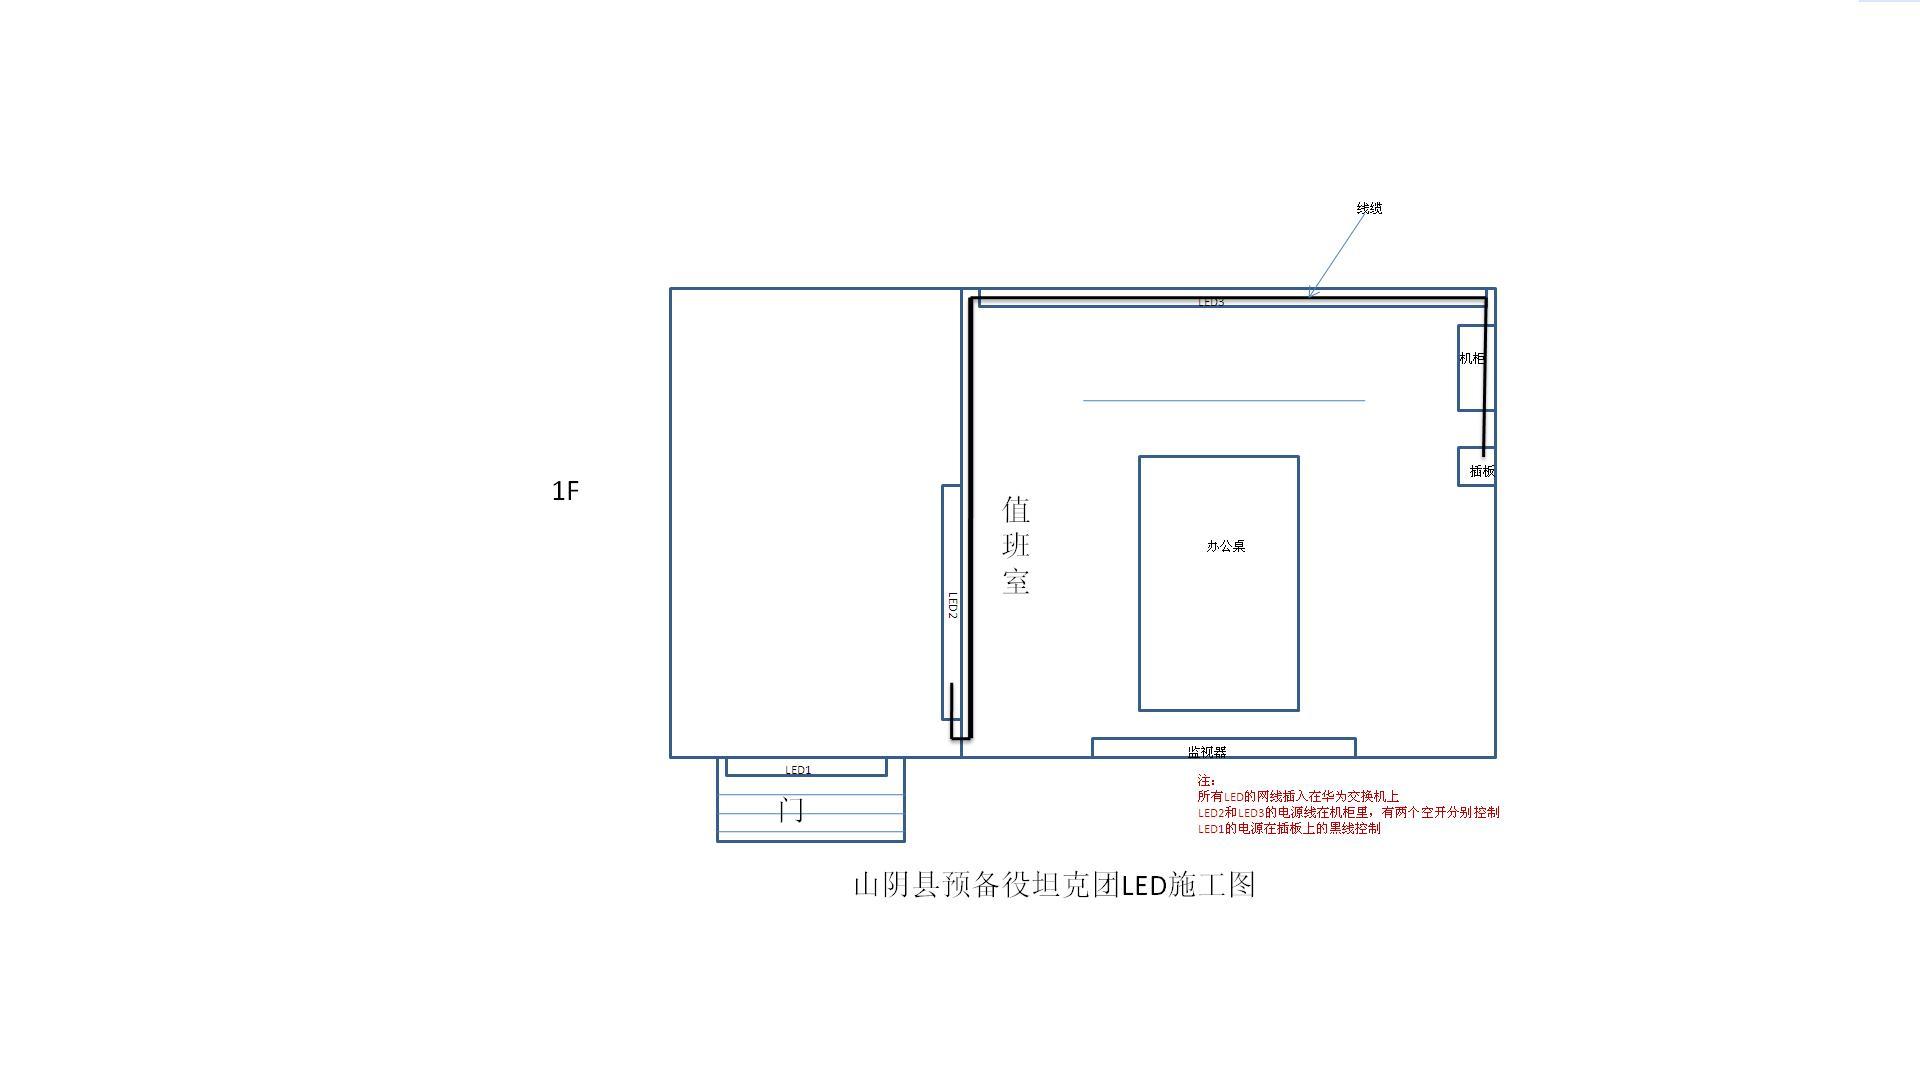 线缆
LED3
机柜
插板
1F
值班室
办公桌
LED2
监视器
LED1
门
注：
所有LED的网线插入在华为交换机上
LED2和LED3的电源线在机柜里，有两个空开分别控制
LED1的电源在插板上的黑线控制
山阴县预备役坦克团LED施工图